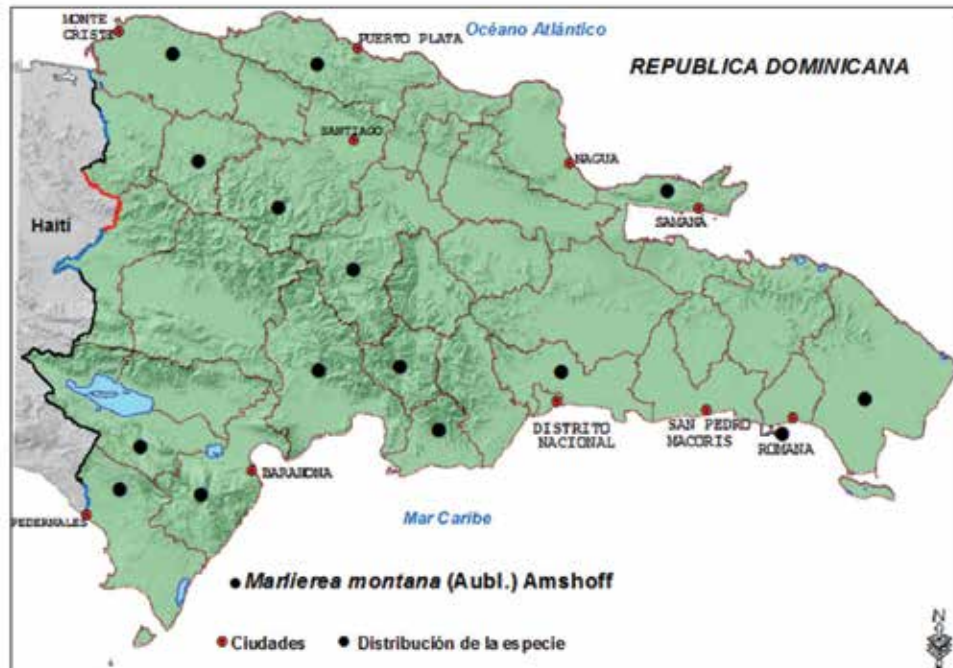 MONTE
CRISTI
PUERTO PLATA
Océano Atlántico
REPUBLICA DOMINICANA
SANTIAGO
NAGUA
SAMANA
Haití
DISTRITO
NACIONAL
SAN PEDRO
MACORIS
ROMANA
BARAHONA
PEDERNALES
Mar Caribe
Marlierea montana (Aubl.) Amshoff
Ciudades
Distribución de la especie
N